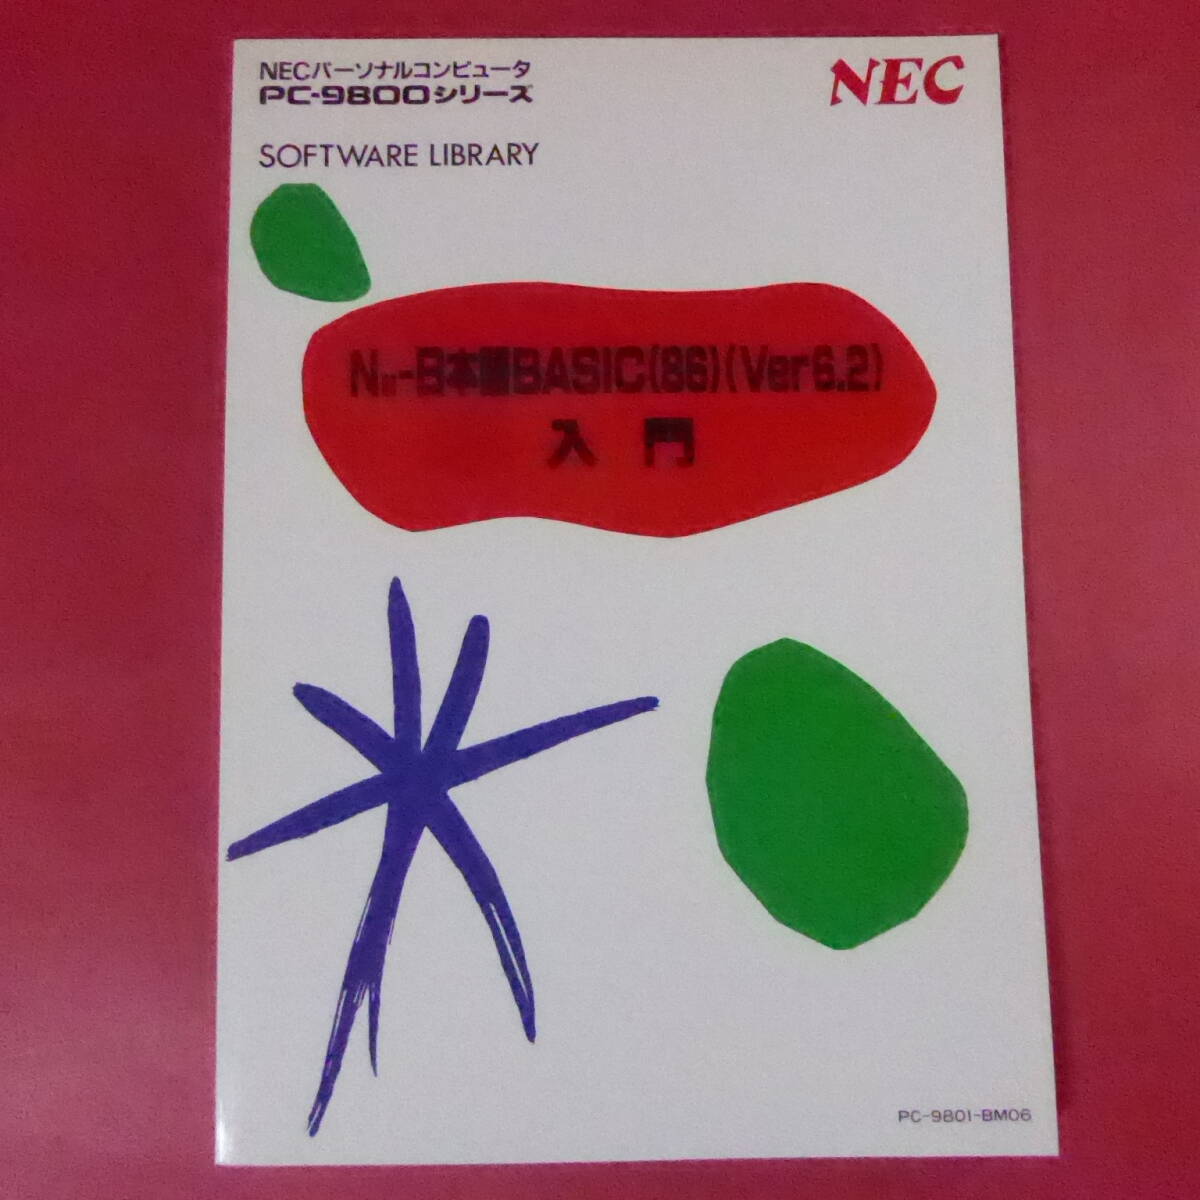 NECパーソナルコンピュータ
PC-9800シリーズ
NEC
SOFTWARE LIBRARY
N₈₈-日本語BASIC(86)(Ver6.2)
入門
PC-9801-BM06